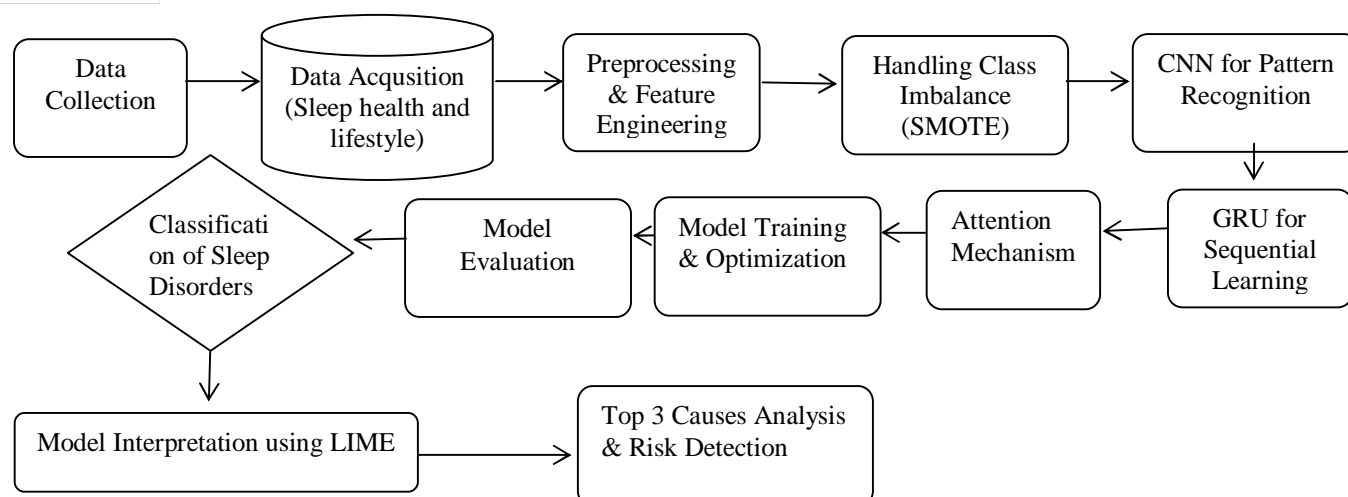 Data
Collection
Data Acqusition
(Sleep health and
lifestyle)
Preprocessing
& Feature
Engineering
Handling Class
Imbalance
(SMOTE)
CNN for Pattern
Recognition
GRU for
Sequential
Learning
Attention
Mechanism
Model Training
& Optimization
Model
Evaluation
Classificati
on of Sleep
Disorders
Model Interpretation using LIME
Top 3 Causes Analysis
& Risk Detection